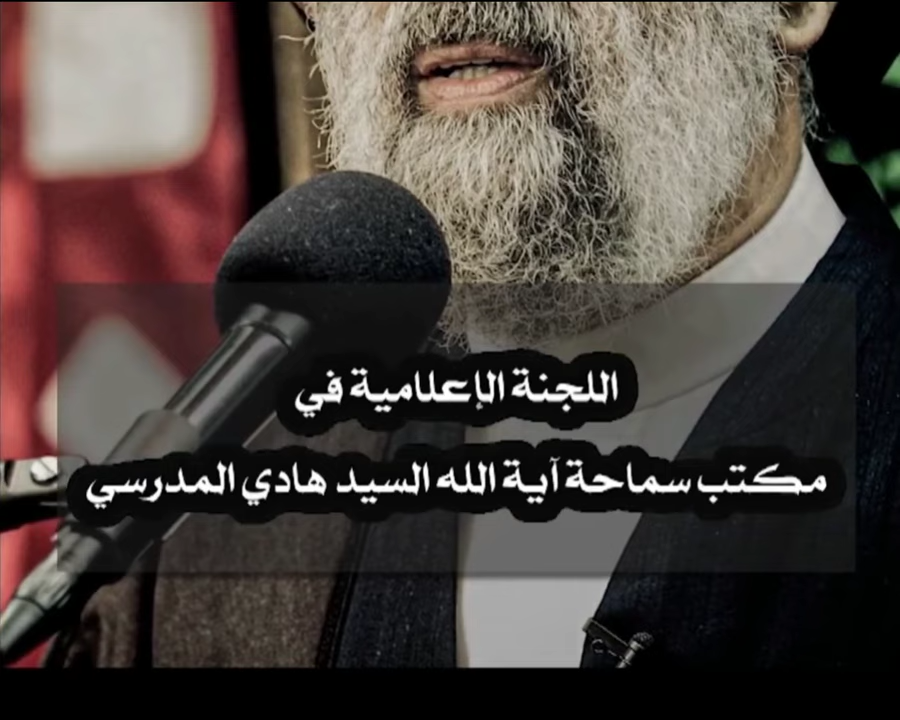 اللجنة الإعلامية في
مكتب سماحة آية الله السيد هادي المدرسي